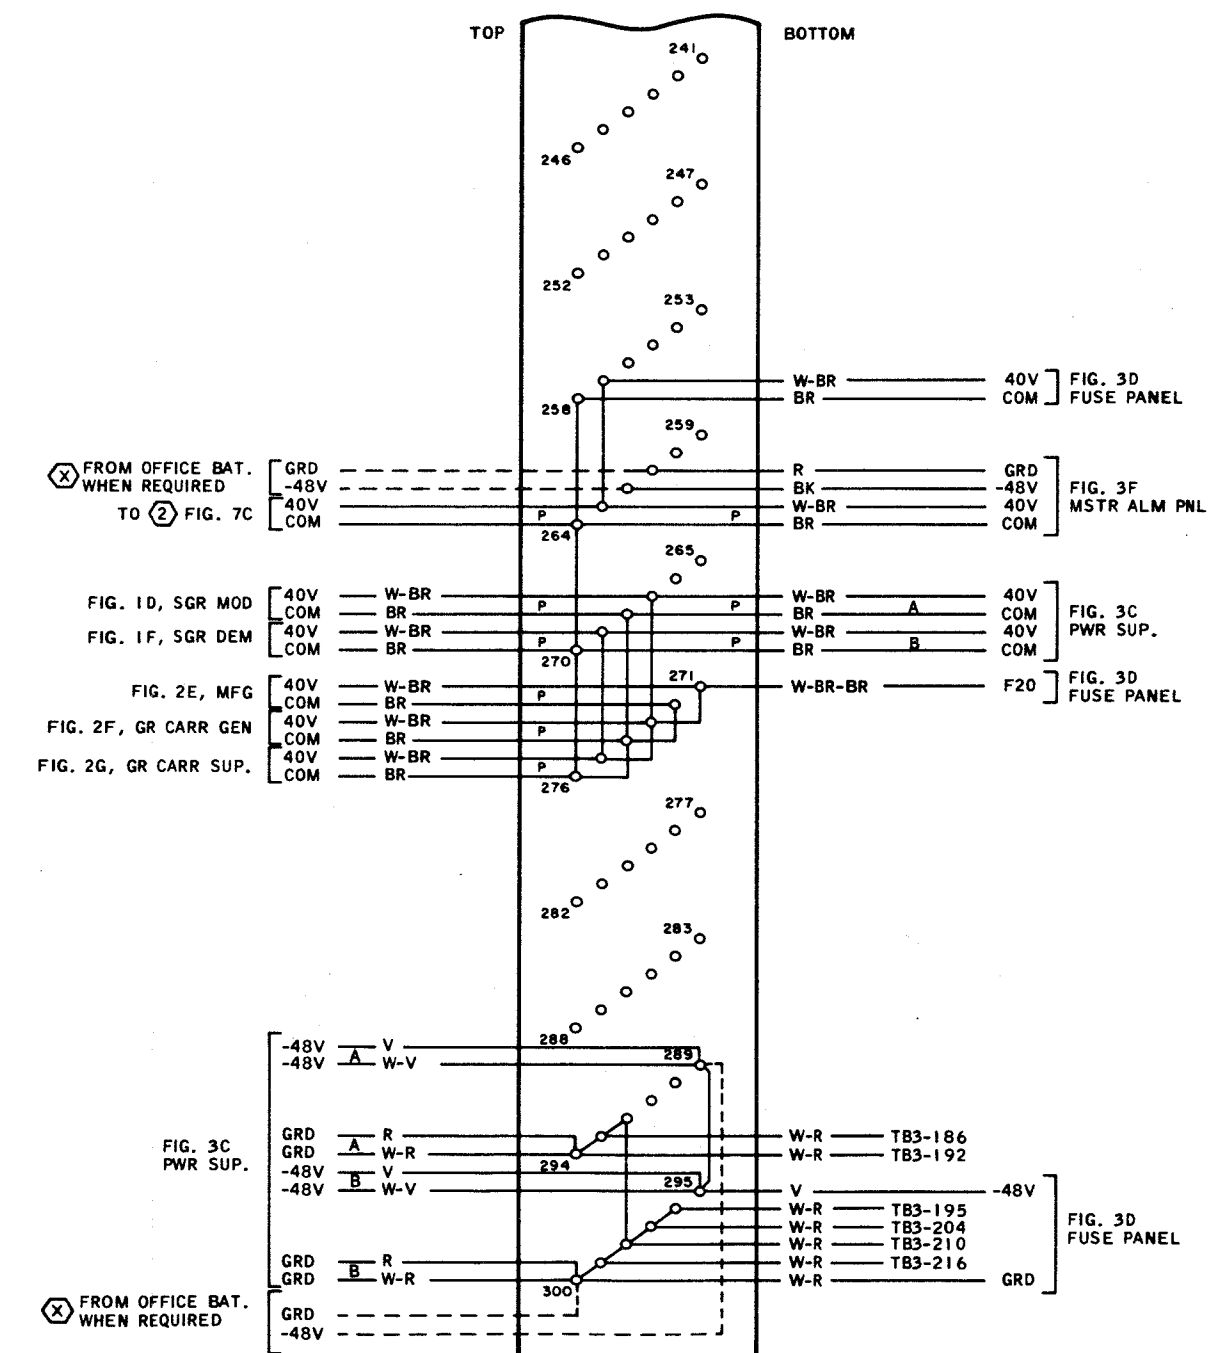 TOP BOTTOM
241
246
247
252
253
W-BR 40V FIG. 3D
258 BR COM FUSE PANEL
259
X FROM OFFICE BAT. GRD R GRD
WHEN REQUIRED -48V BK -48V FIG. 3F
TO 2 FIG. 7C 40V W-BR 40V MSTR ALM PNL
COM P P BR COM
264
265
FIG. 1D, SGR MOD 40V W-BR W-BR 40V FIG. 3C
COM BR P P BR A COM PWR SUP.
FIG. 1F, SGR DEM 40V W-BR W-BR 40V
COM BR P P BR B COM
270
FIG. 2E, MFG 40V W-BR 271 W-BR-BR F20 FIG. 3D
COM BR P FUSE PANEL
FIG. 2F, GR CARR GEN 40V W-BR
COM BR P
FIG. 2G, GR CARR SUP. 40V W-BR
COM BR P
276
277
282
283
288
-48V V
-48V A W-V 289
FIG. 3C GRD R W-R TB3-186
PWR SUP. GRD A W-R W-R TB3-192
294
-48V V
-48V B W-V 295 V -48V
W-R TB3-195 FIG. 3D
W-R TB3-204 FUSE PANEL
W-R TB3-210
GRD R W-R TB3-216
GRD B W-R W-R GRD
300
X FROM OFFICE BAT. GRD
WHEN REQUIRED -48V